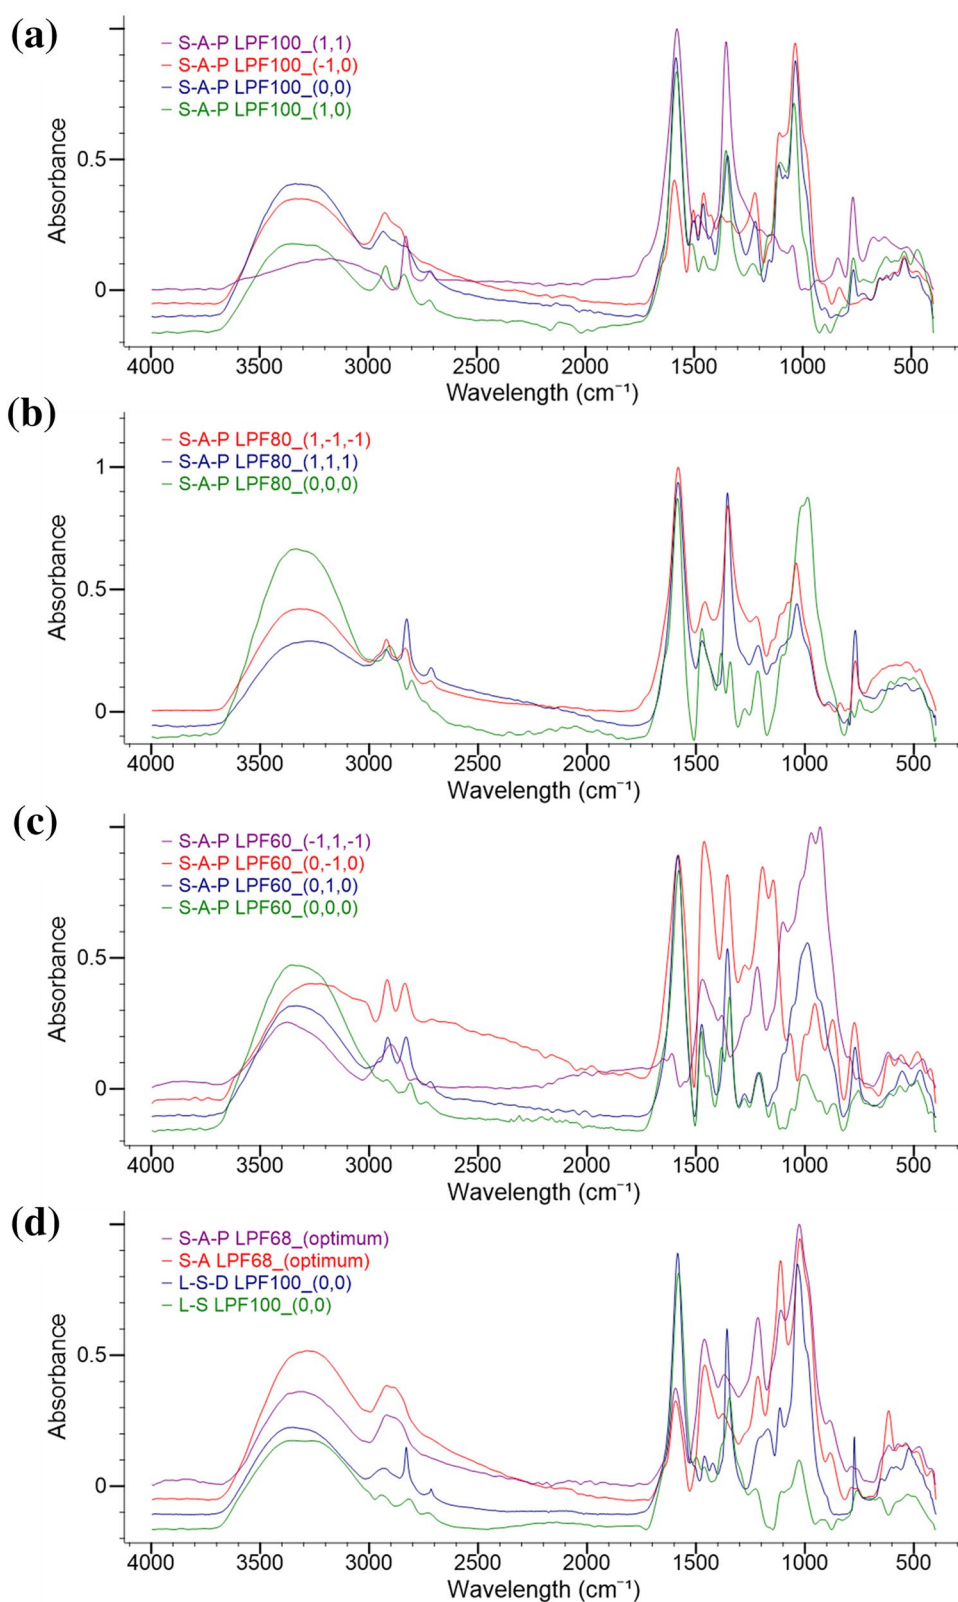 (a)
– S-A-P LPF100_(1,1)
– S-A-P LPF100_(-1,0)
– S-A-P LPF100_(0,0)
– S-A-P LPF100_(1,0)
Absorbance
0.5
0
4000 3500 3000 2500 2000 1500 1000 500
Wavelength (cm⁻¹)
(b)
– S-A-P LPF80_(1,-1,-1)
– S-A-P LPF80_(1,1,1)
– S-A-P LPF80_(0,0,0)
Absorbance
1
0.5
0
4000 3500 3000 2500 2000 1500 1000 500
Wavelength (cm⁻¹)
(c)
– S-A-P LPF60_(-1,1,-1)
– S-A-P LPF60_(0,-1,0)
– S-A-P LPF60_(0,1,0)
– S-A-P LPF60_(0,0,0)
Absorbance
0.5
0
4000 3500 3000 2500 2000 1500 1000 500
Wavelength (cm⁻¹)
(d)
– S-A-P LPF68_(optimum)
– S-A LPF68_(optimum)
– L-S-D LPF100_(0,0)
– L-S LPF100_(0,0)
Absorbance
0.5
0
4000 3500 3000 2500 2000 1500 1000 500
Wavelength (cm⁻¹)